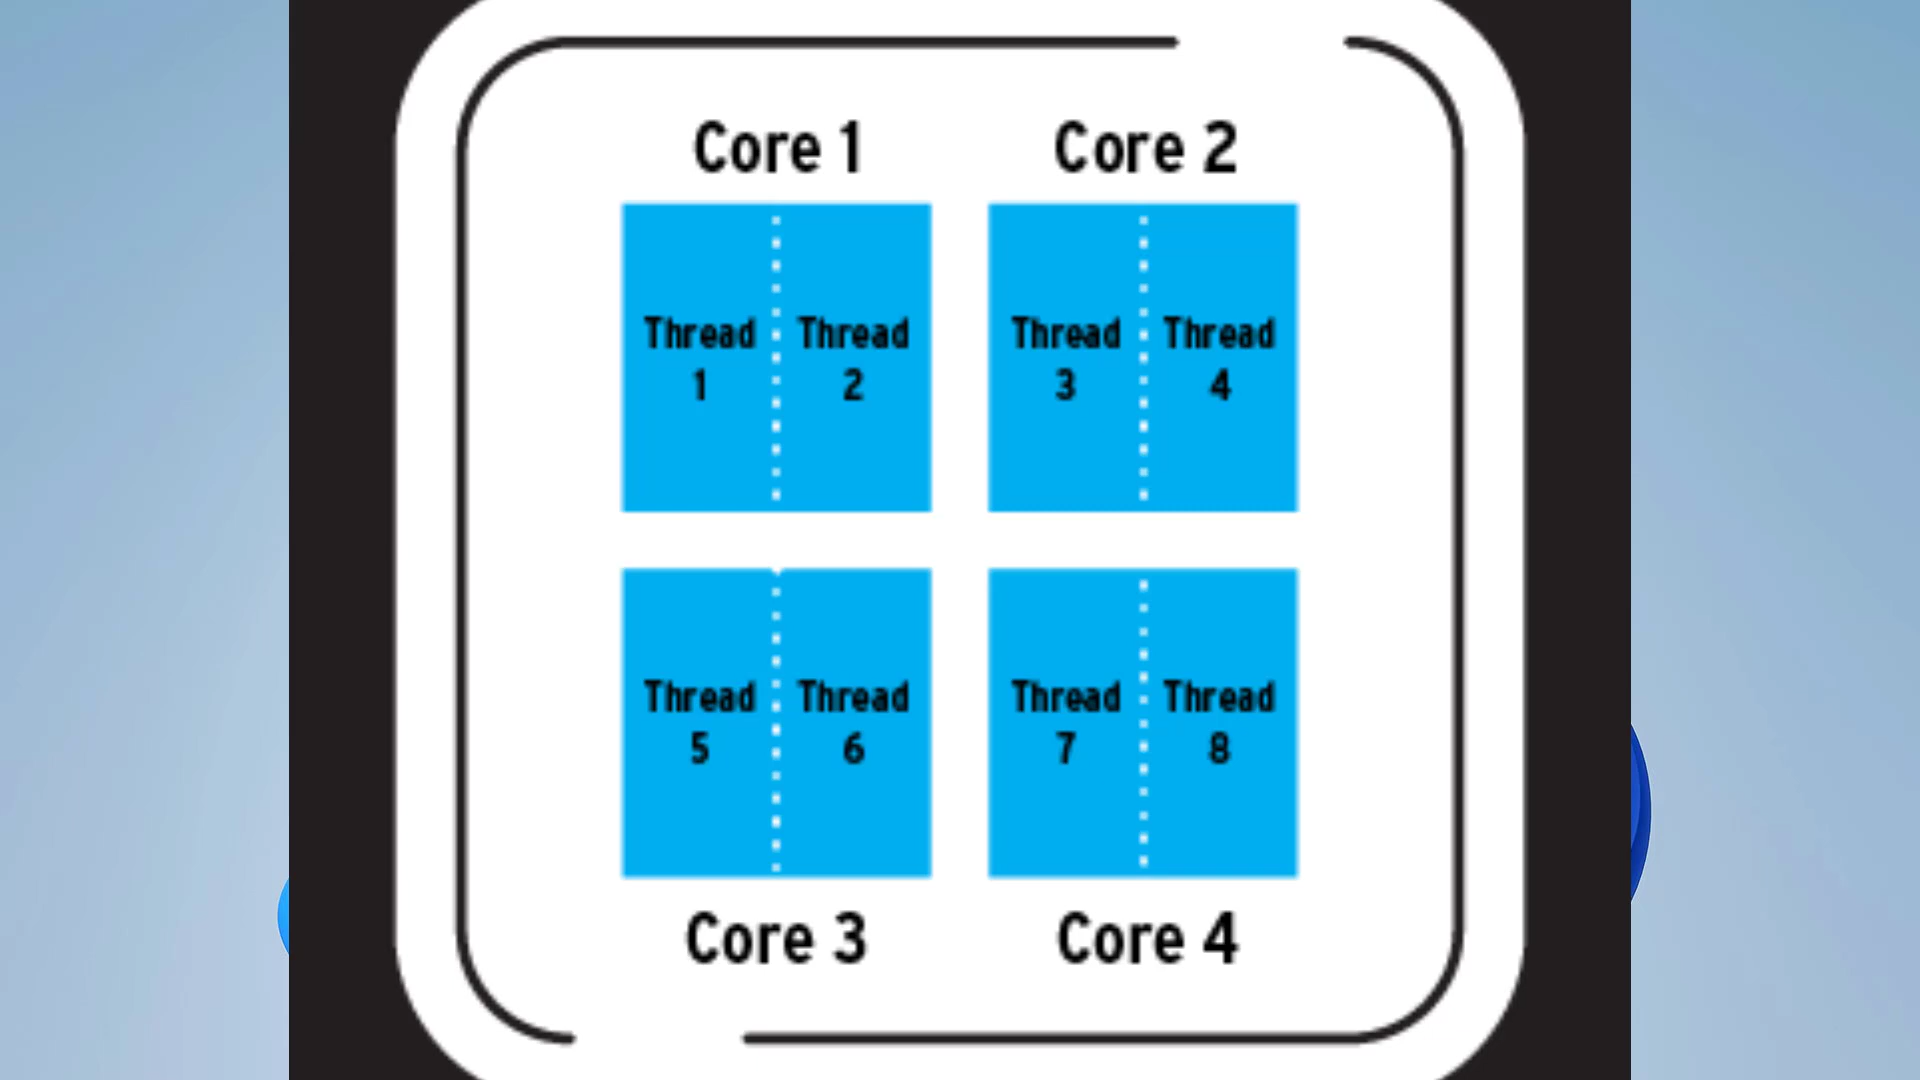 Core 1
Core 2
Thread
1
Thread
2
Thread
3
Thread
4
Thread
5
Thread
6
Thread
7
Thread
8
Core 3
Core 4